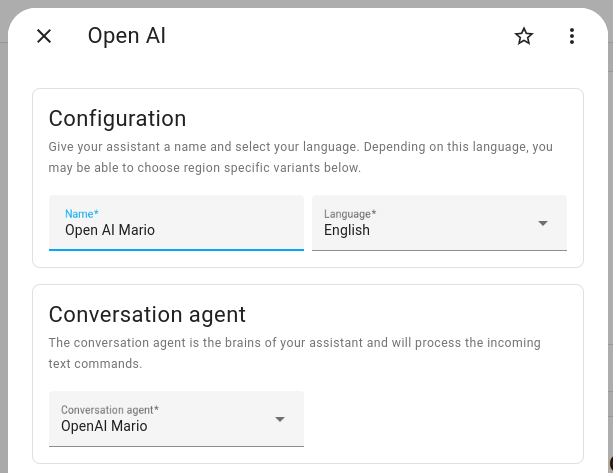 Open AI
Configuration
Give your assistant a name and select your language. Depending on this language, you
may be able to choose region specific variants below.
Name*
Open AI Mario
Language*
English
Conversation agent
The conversation agent is the brains of your assistant and will process the incoming
text commands.
Conversation agent*
OpenAI Mario